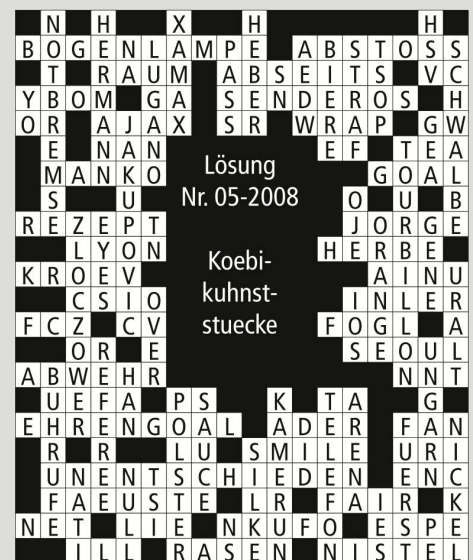 N H X H H
BOGENLAMPE ABSTOSS
T RAUM ABSEITS VC
YBOM GA SENDEROS H
OR AJAX SR WRAP GW
E NAN EF TEA
Lösung
MANKO GOAL
Nr. 05-2008
S U O U B
REZEPT JORGE
LYON HERBE
Koebi-
KROEV AINU
kuhnst-
CSIO INLER
stuecke
FCZ CV FOGL A
OR E SEOUL
ABWEHR NNT
UEFA PS K TA G
EHRENGOAL ADER FAN
R R LU SMILE URI
UNENTSCHIEDEN ENC
FAEUSTE LR FAIR K
NET LIE NKUFO ESPE
ILL RASEN NISTEL